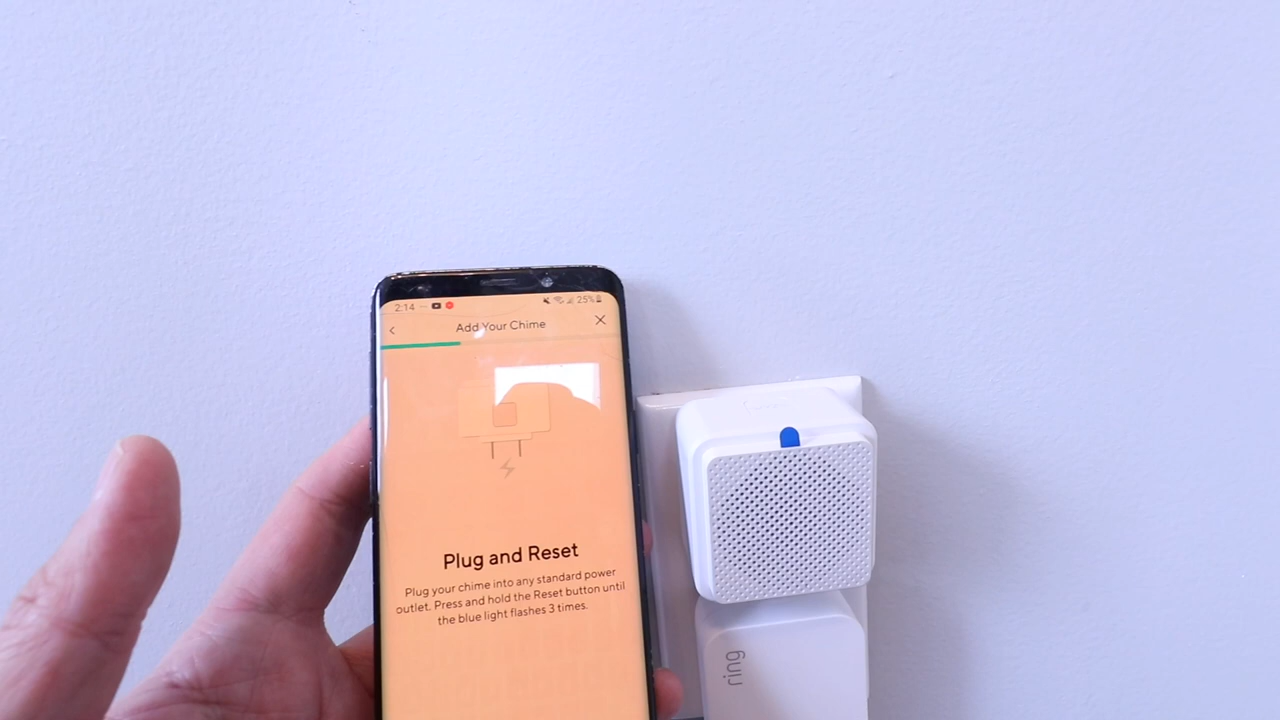 2:14
25%
Add Your Chime
Plug and Reset
Plug your chime into any standard power
outlet. Press and hold the Reset button until
the blue light flashes 3 times.
ring